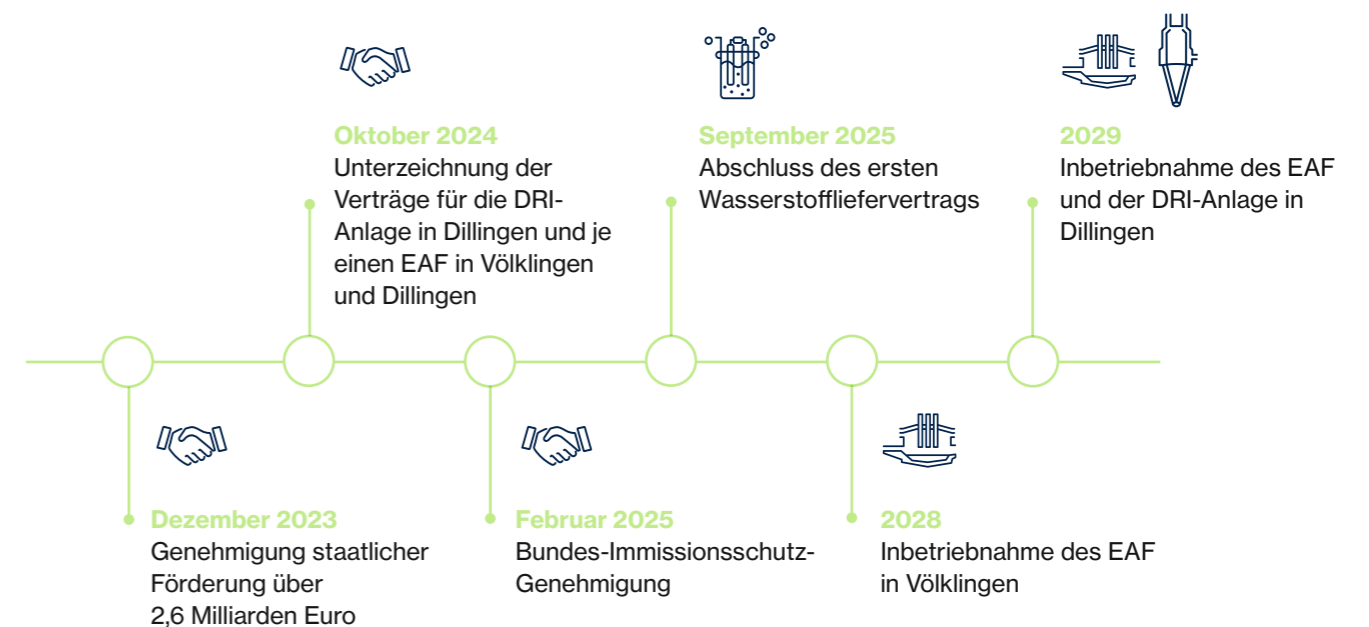 Oktober 2024
Unterzeichnung der
Verträge für die DRI-
Anlage in Dillingen und je
einen EAF in Völklingen
und Dillingen
September 2025
Abschluss des ersten
Wasserstoffliefervertrags
2029
Inbetriebnahme des EAF
und der DRI-Anlage in
Dillingen
Dezember 2023
Genehmigung staatlicher
Förderung über
2,6 Milliarden Euro
Februar 2025
Bundes-Immissionsschutz-
Genehmigung
2028
Inbetriebnahme des EAF
in Völklingen